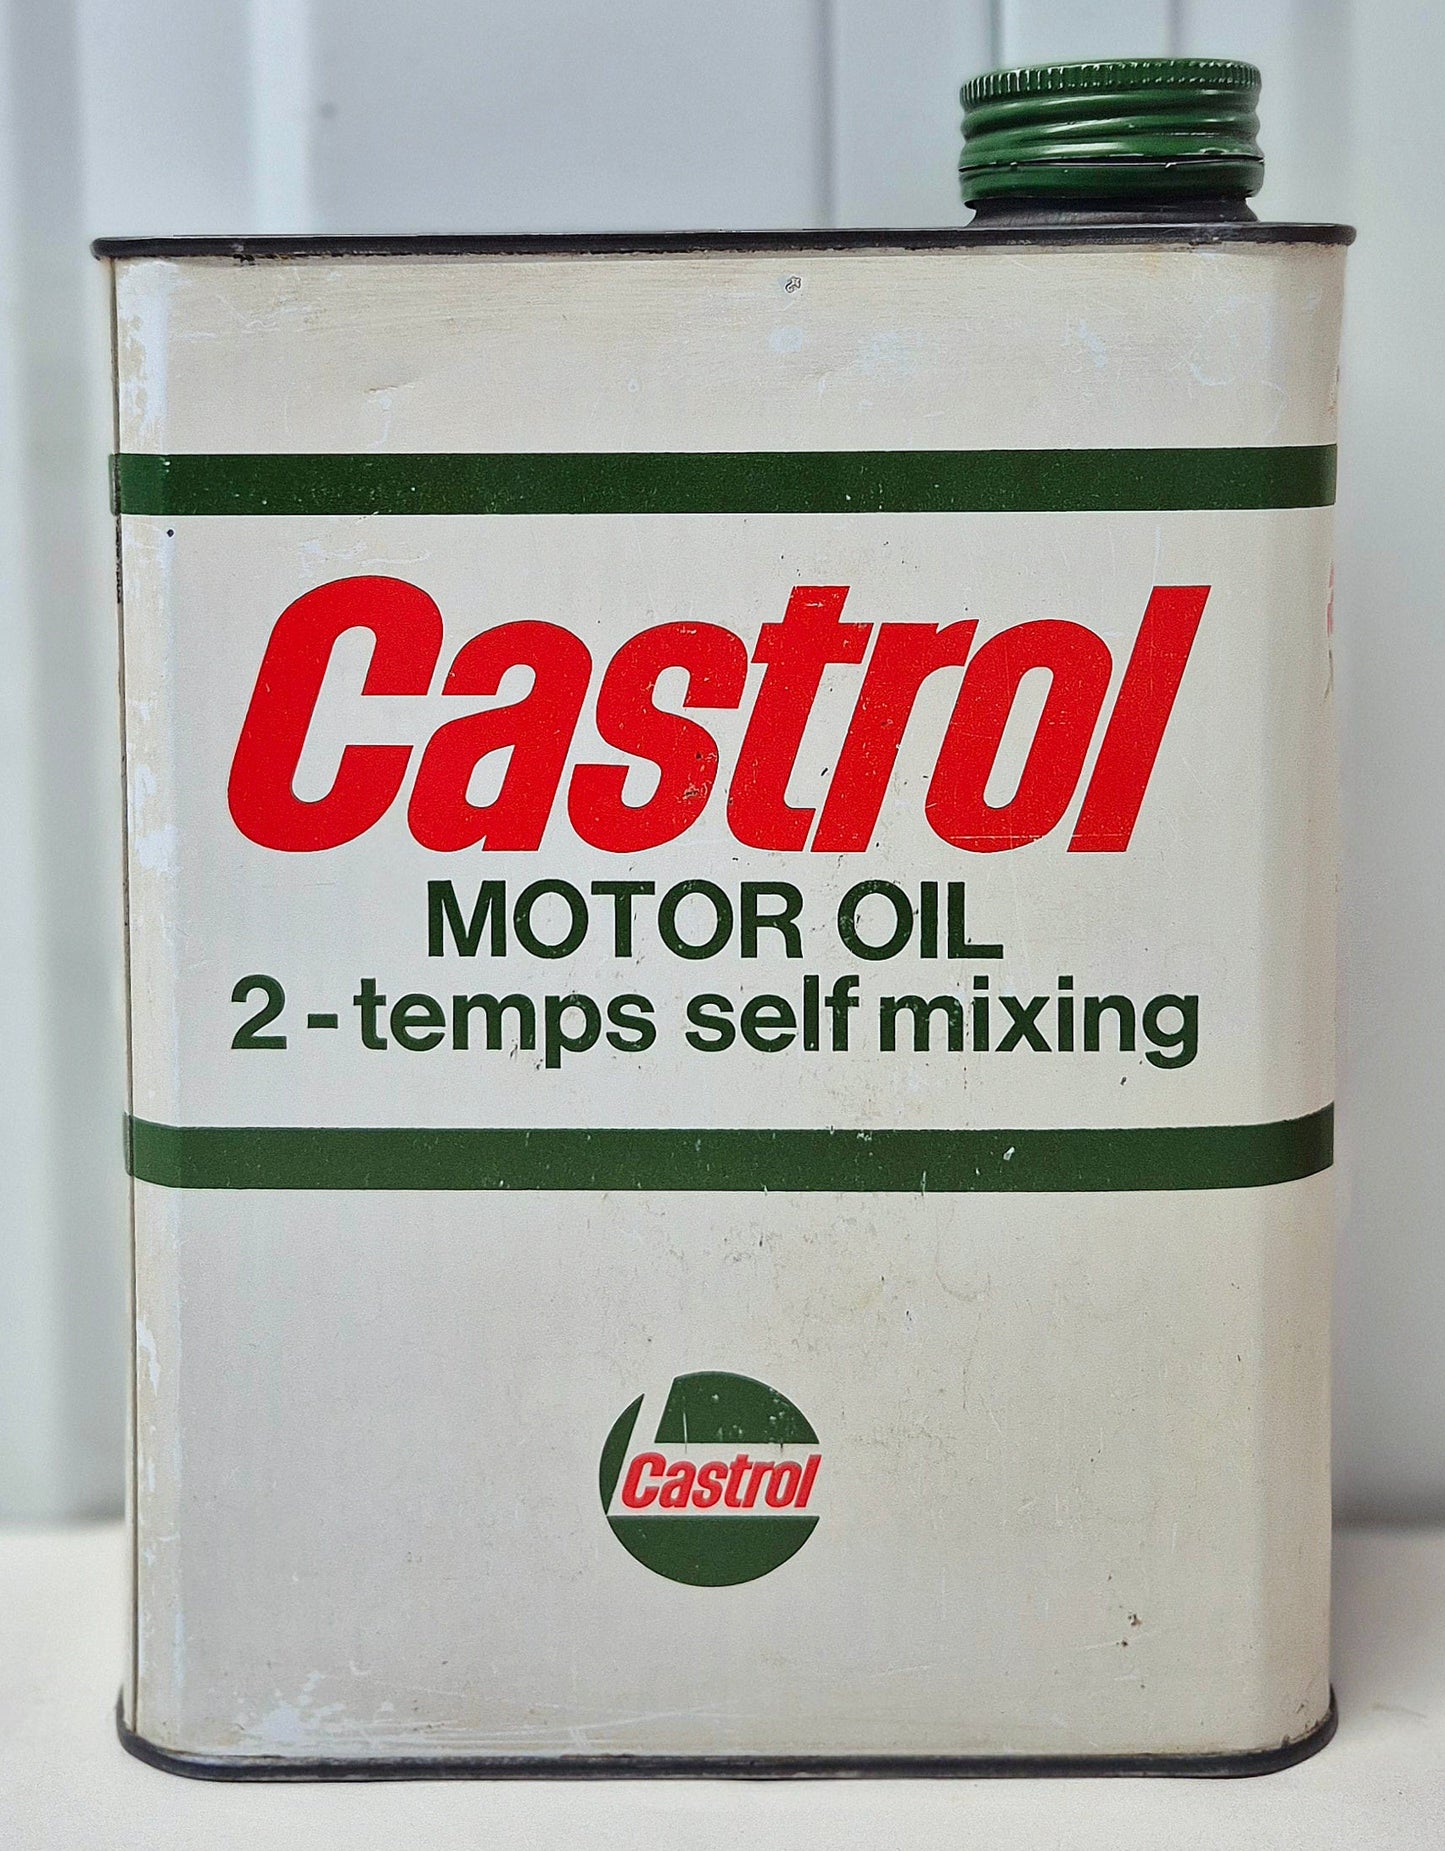 Castrol
MOTOR OIL
2-temps self mixing
Castrol